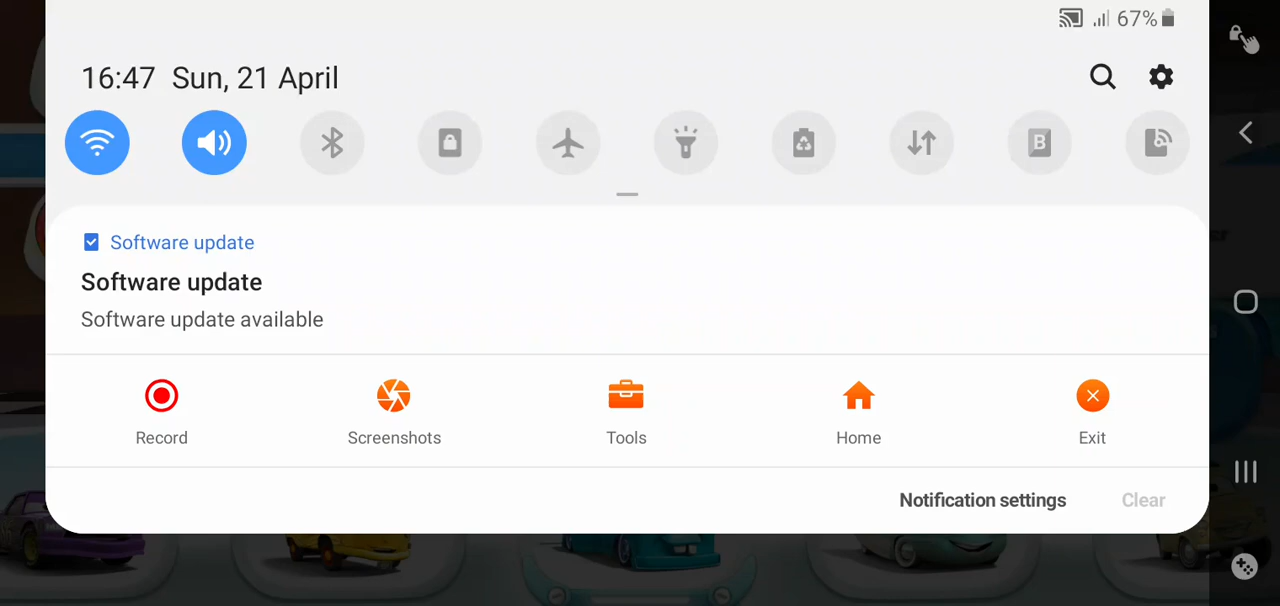 67%
16:47 Sun, 21 April
B
Software update
Software update
Software update available
Record Screenshots Tools Home Exit
Notification settings Clear